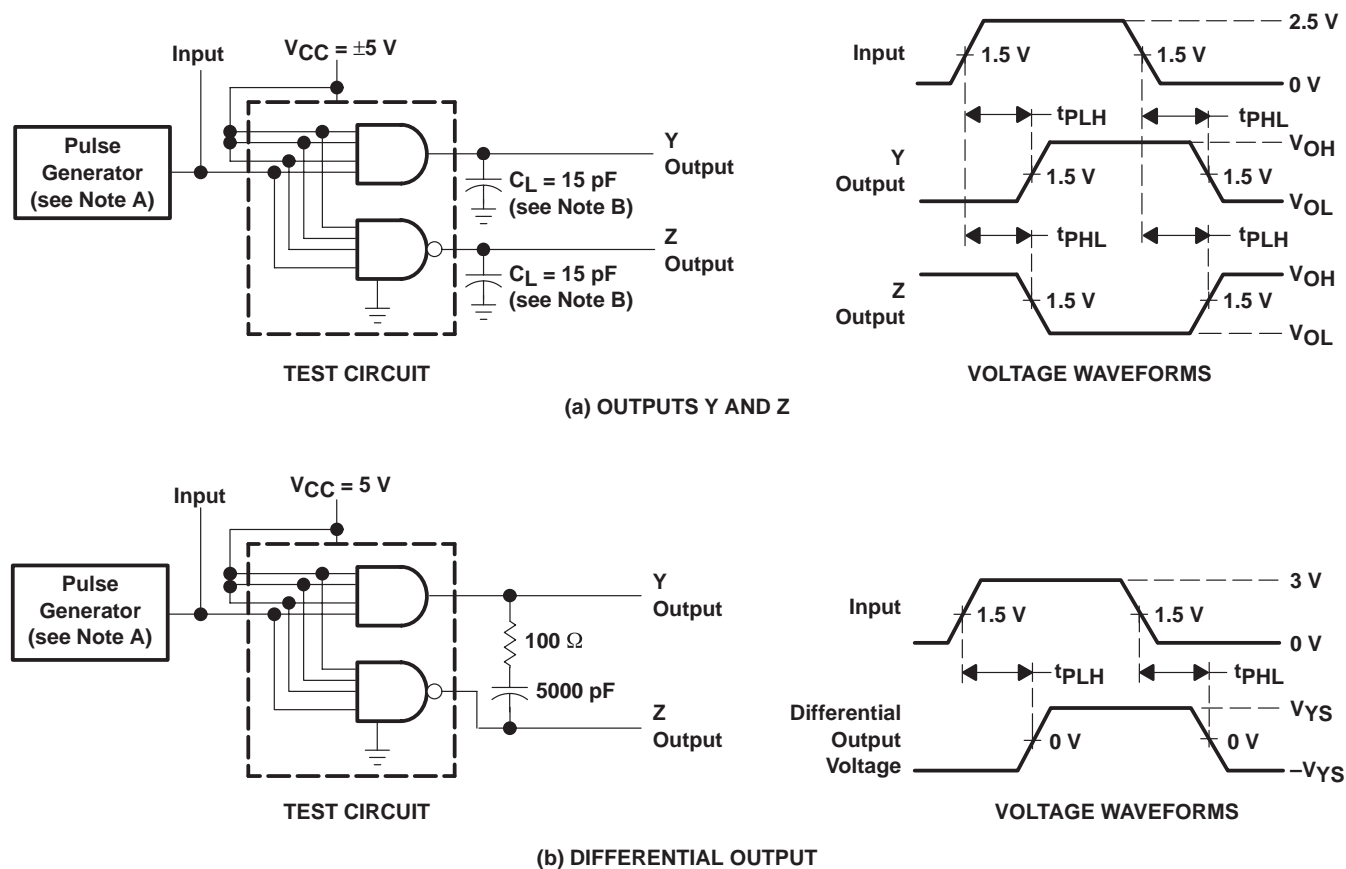 VCC = ±5 V
Input
Pulse
Generator
(see Note A)
Y
Output
CL = 15 pF
(see Note B)
Z
Output
CL = 15 pF
(see Note B)
TEST CIRCUIT
2.5 V
Input
1.5 V
1.5 V
0 V
tPLH
tPHL
Y
Output
VOH
1.5 V
1.5 V
VOL
tPHL
tPLH
Z
Output
VOH
1.5 V
1.5 V
VOL
VOLTAGE WAVEFORMS
(a) OUTPUTS Y AND Z
VCC = 5 V
Input
Pulse
Generator
(see Note A)
Y
Output
100 Ω
5000 pF
Z
Output
TEST CIRCUIT
3 V
Input
1.5 V
1.5 V
0 V
tPLH
tPHL
Differential
Output
Voltage
VYS
0 V
0 V
–VYS
VOLTAGE WAVEFORMS
(b) DIFFERENTIAL OUTPUT